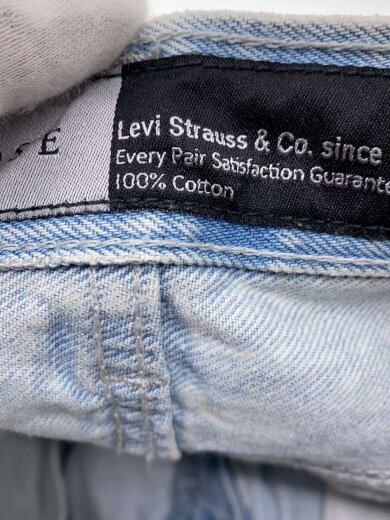 Levi Strauss & Co. since
Every Pair Satisfaction Guarante
100% Cotton